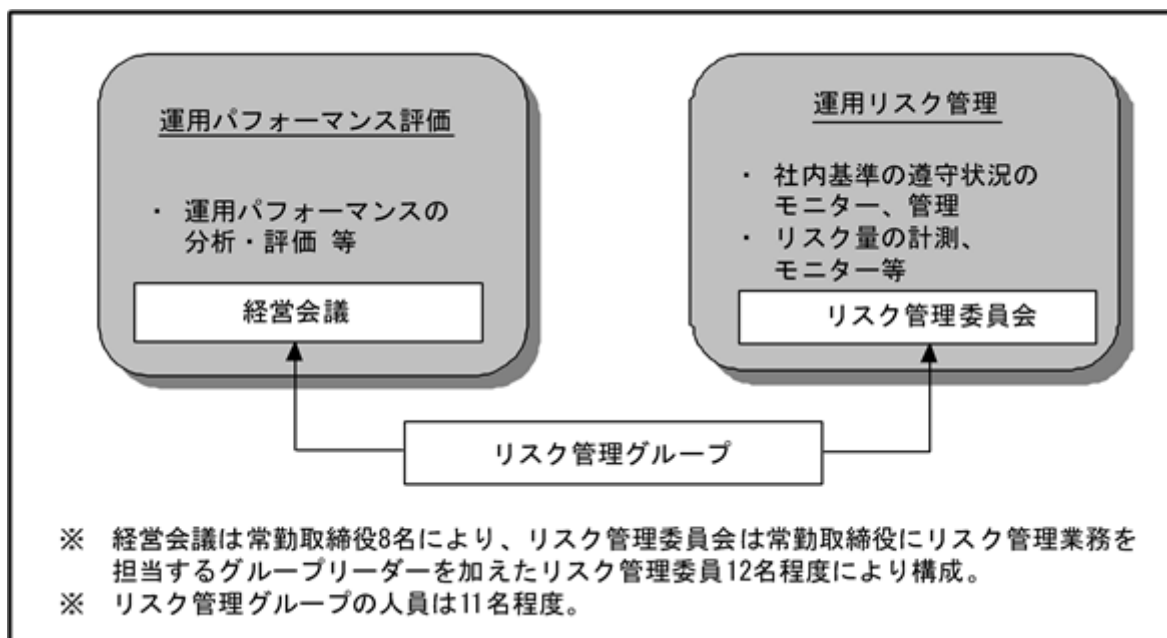 運用パフォーマンス評価
・ 運用パフォーマンスの
分析・評価 等
経営会議
運用リスク管理
・ 社内基準の遵守状況の
モニター、管理
・ リスク量の計測、
モニター等
リスク管理委員会
リスク管理グループ
※ 経営会議は常勤取締役8名により、リスク管理委員会は常勤取締役にリスク管理業務を
担当するグループリーダーを加えたリスク管理委員12名程度により構成。
※ リスク管理グループの人員は11名程度。